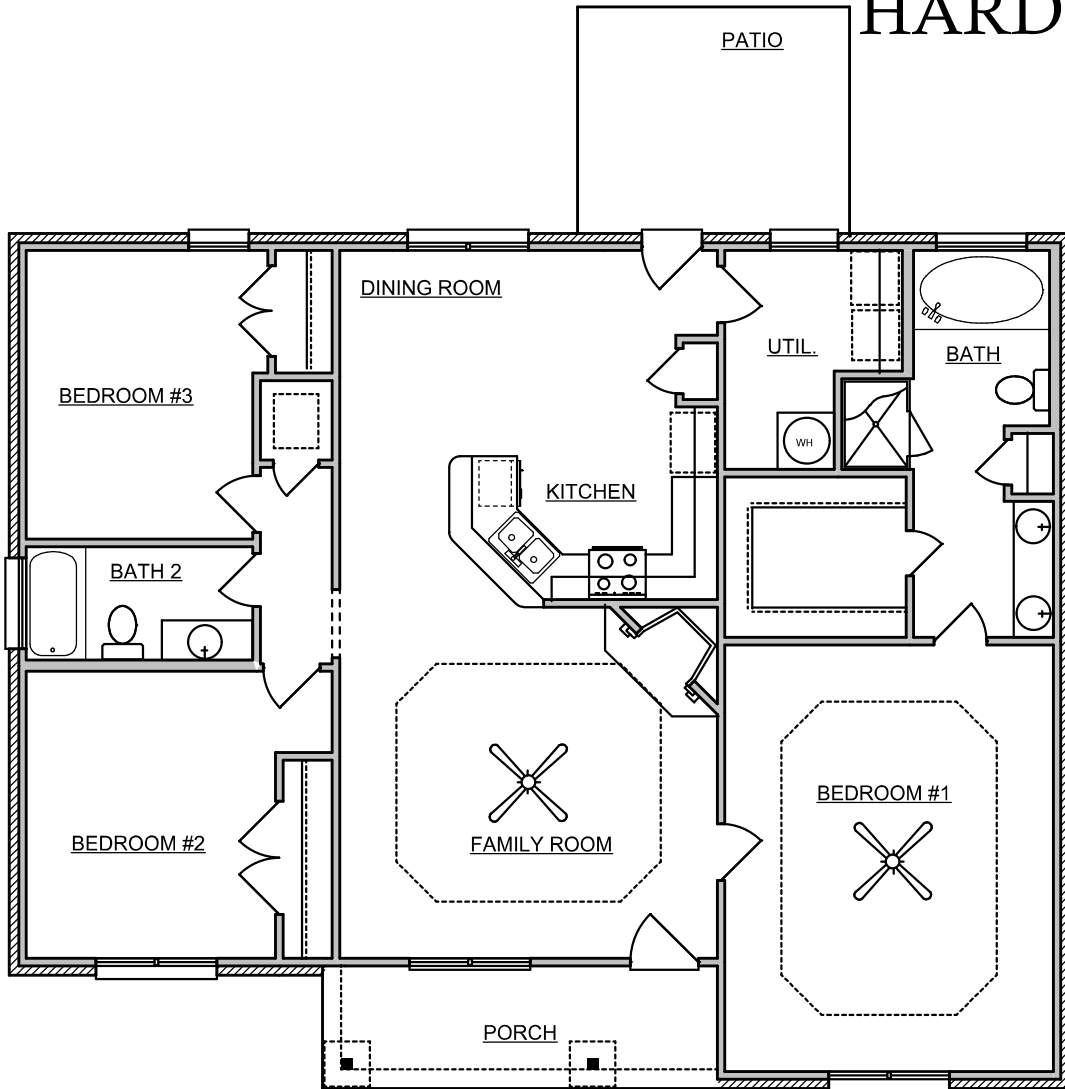 HARD
PATIO
DINING ROOM
UTIL.
BATH
BEDROOM #3
WH
KITCHEN
BATH 2
BEDROOM #1
BEDROOM #2
FAMILY ROOM
PORCH